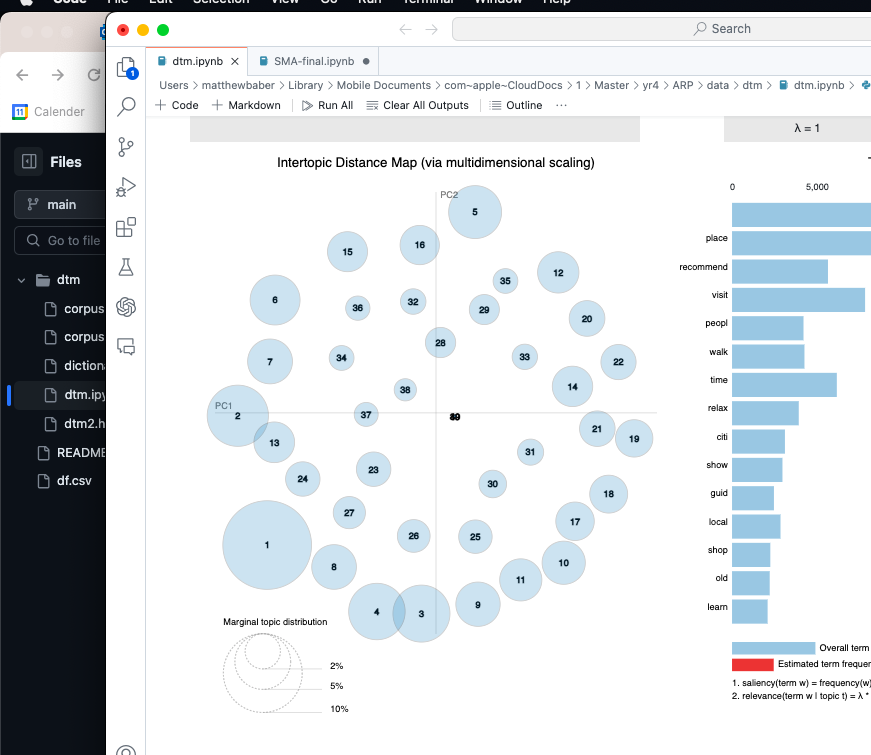 Code File Edit Selection View Go Run Terminal Window Help
Search
dtm.ipynb
SMA-final.ipynb
1
Users > matthewbaber > Library > Mobile Documents > com~apple~CloudDocs > 1 > Master > yr4 > ARP > data > dtm > dtm.ipynb >
11 Calender
+ Code + Markdown Run All Clear All Outputs Outline ...
λ = 1
Files
main
Go to file
dtm
corpus
corpus
diction
dtm.ipy
dtm2.h
README
df.csv
Intertopic Distance Map (via multidimensional scaling)
PC2
5
16
15
12
35
6
36
32
29
20
28
34
33
7
22
14
38
PC1
2
37
21
19
13
31
23
24
30
18
27
17
26
25
1
8
10
11
9
4
3
Marginal topic distribution
2%
5%
10%
0 5,000
place
recommend
visit
peopl
walk
time
relax
citi
show
guid
local
shop
old
learn
Overall term
Estimated term frequen
1. saliency(term w) = frequency(w)
2. relevance(term w | topic t) = λ *